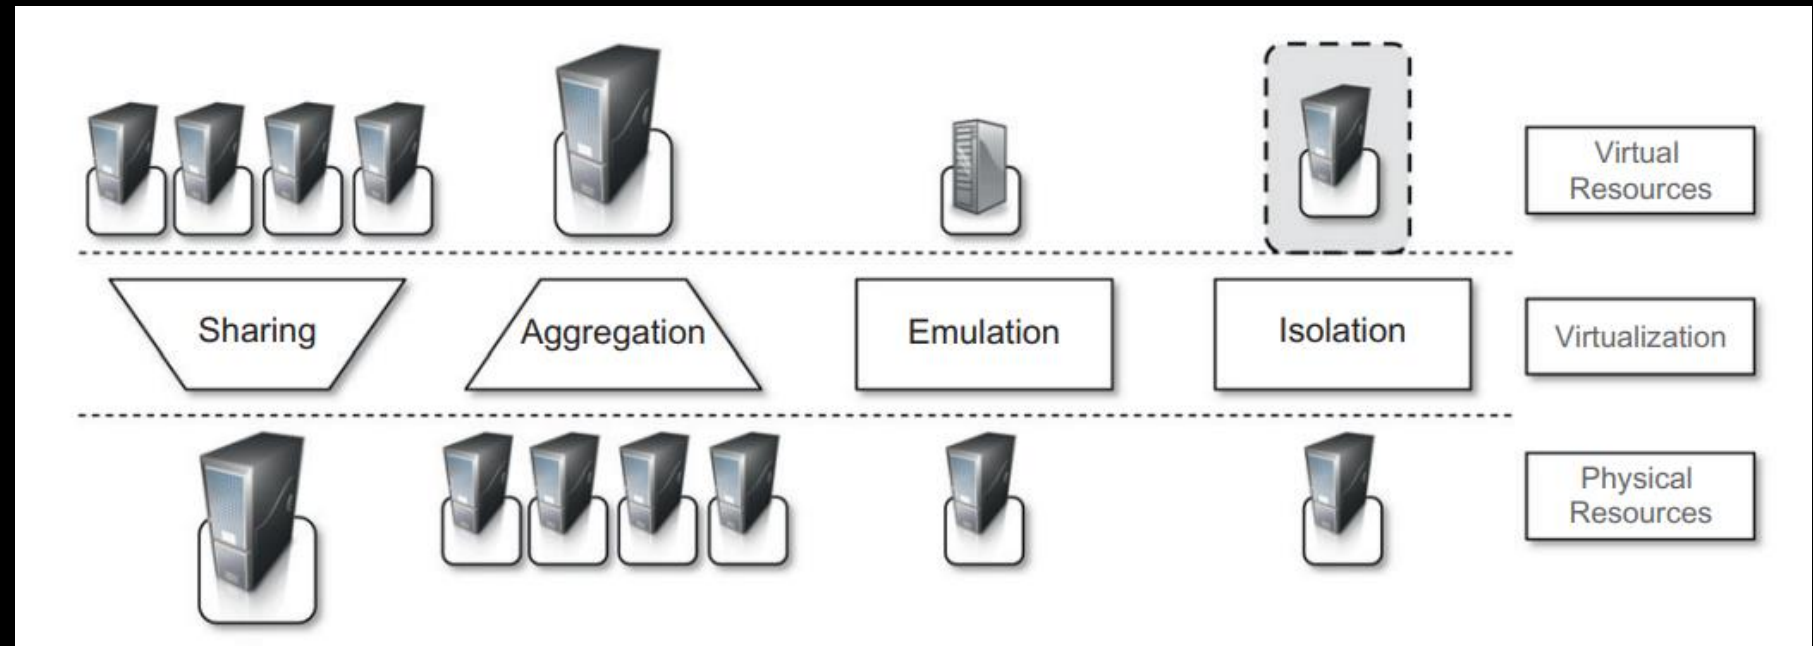 Virtual
Resources
Sharing
Aggregation
Emulation
Isolation
Virtualization
Physical
Resources